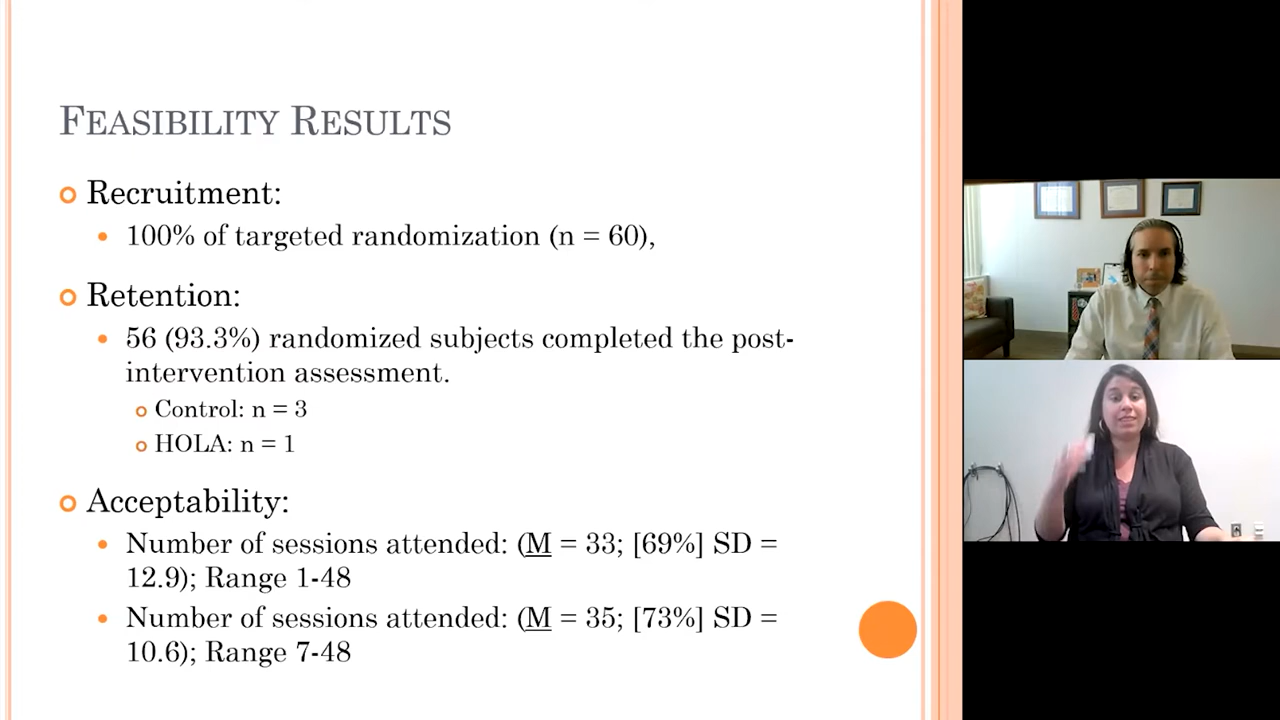 FEASIBILITY RESULTS
Recruitment:
100% of targeted randomization (n = 60),
Retention:
56 (93.3%) randomized subjects completed the post-
intervention assessment.
Control: n = 3
HOLA: n = 1
Acceptability:
Number of sessions attended: (M = 33; [69%] SD =
12.9); Range 1-48
Number of sessions attended: (M = 35; [73%] SD =
10.6); Range 7-48